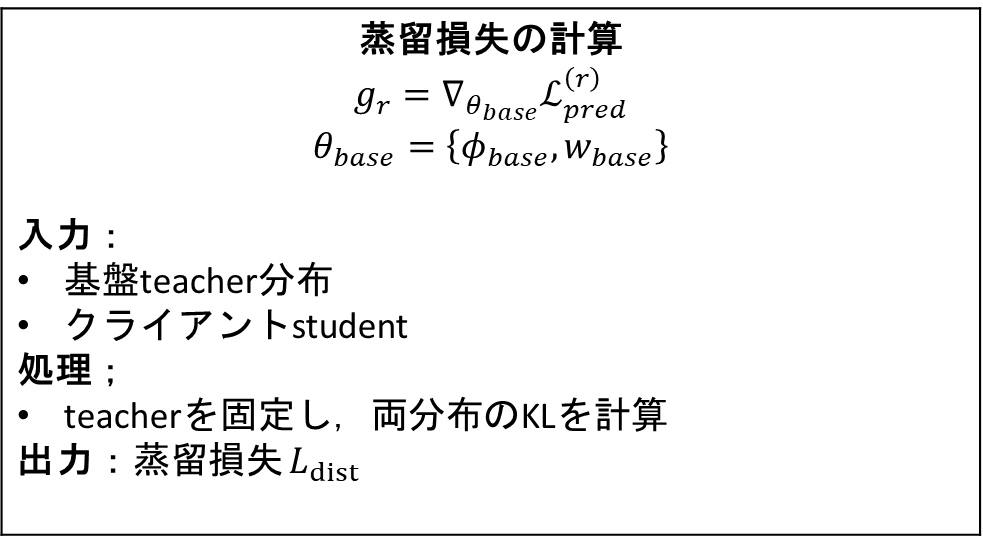 蒸留損失の計算
$g_r = \nabla_{\theta_{base}} \mathcal{L}_{pred}^{(r)}$
$\theta_{base} = \{\phi_{base}, w_{base}\}$
入力：
• 基盤teacher分布
• クライアントstudent
処理；
• teacherを固定し，両分布のKLを計算
出力：蒸留損失 $L_{\mathrm{dist}}$